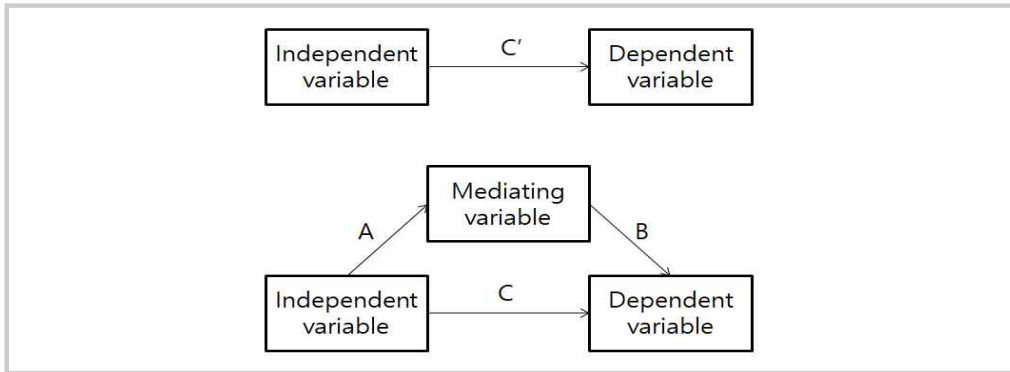 C’
Independent
variable
Dependent
variable
Mediating
variable
A
B
Independent
variable
C
Dependent
variable